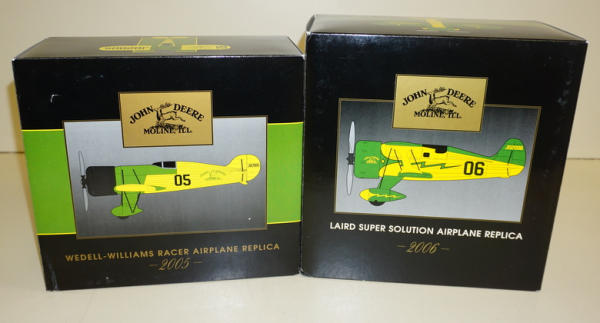 JOHN DEERE
MOLINE, ILL.
05
WEDELL-WILLIAMS RACER AIRPLANE REPLICA
-2005-
JOHN DEERE
MOLINE, ILL.
06
LAIRD SUPER SOLUTION AIRPLANE REPLICA
-2006-